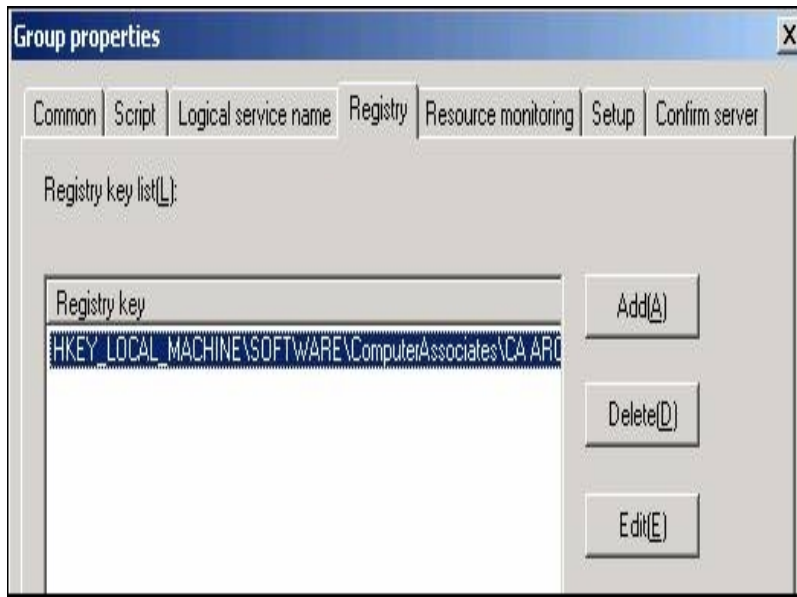 Group properties
Common Script Logical service name Registry Resource monitoring Setup Confirm server
Registry key list(L):
Registry key
Add(A)
HKEY_LOCAL_MACHINE\SOFTWARE\ComputerAssociates\CA ARC
Delete(D)
Edit(E)